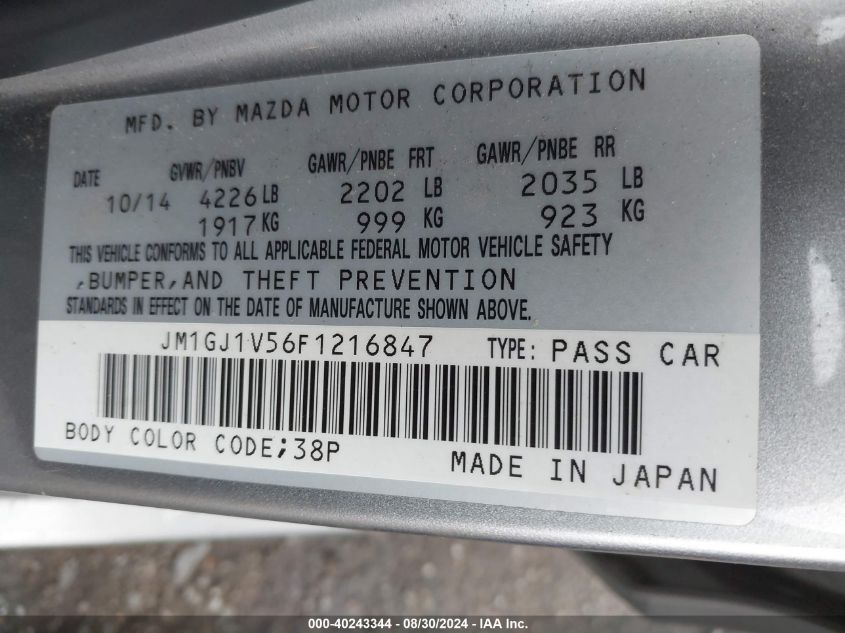 MFD. BY MAZDA MOTOR CORPORATION
DATE GVWR/PNBV GAWR/PNBE FRT GAWR/PNBE RR
10/14 4226 LB 2202 LB 2035 LB
1917 KG 999 KG 923 KG
THIS VEHICLE CONFORMS TO ALL APPLICABLE FEDERAL MOTOR VEHICLE SAFETY
,BUMPER,AND THEFT PREVENTION
STANDARDS IN EFFECT ON THE DATE OF MANUFACTURE SHOWN ABOVE.
JM1GJ1V56F1216847 TYPE: PASS CAR
BODY COLOR CODE;38P
MADE IN JAPAN
000-40243344 / 08/30/2024 - IAA Inc.